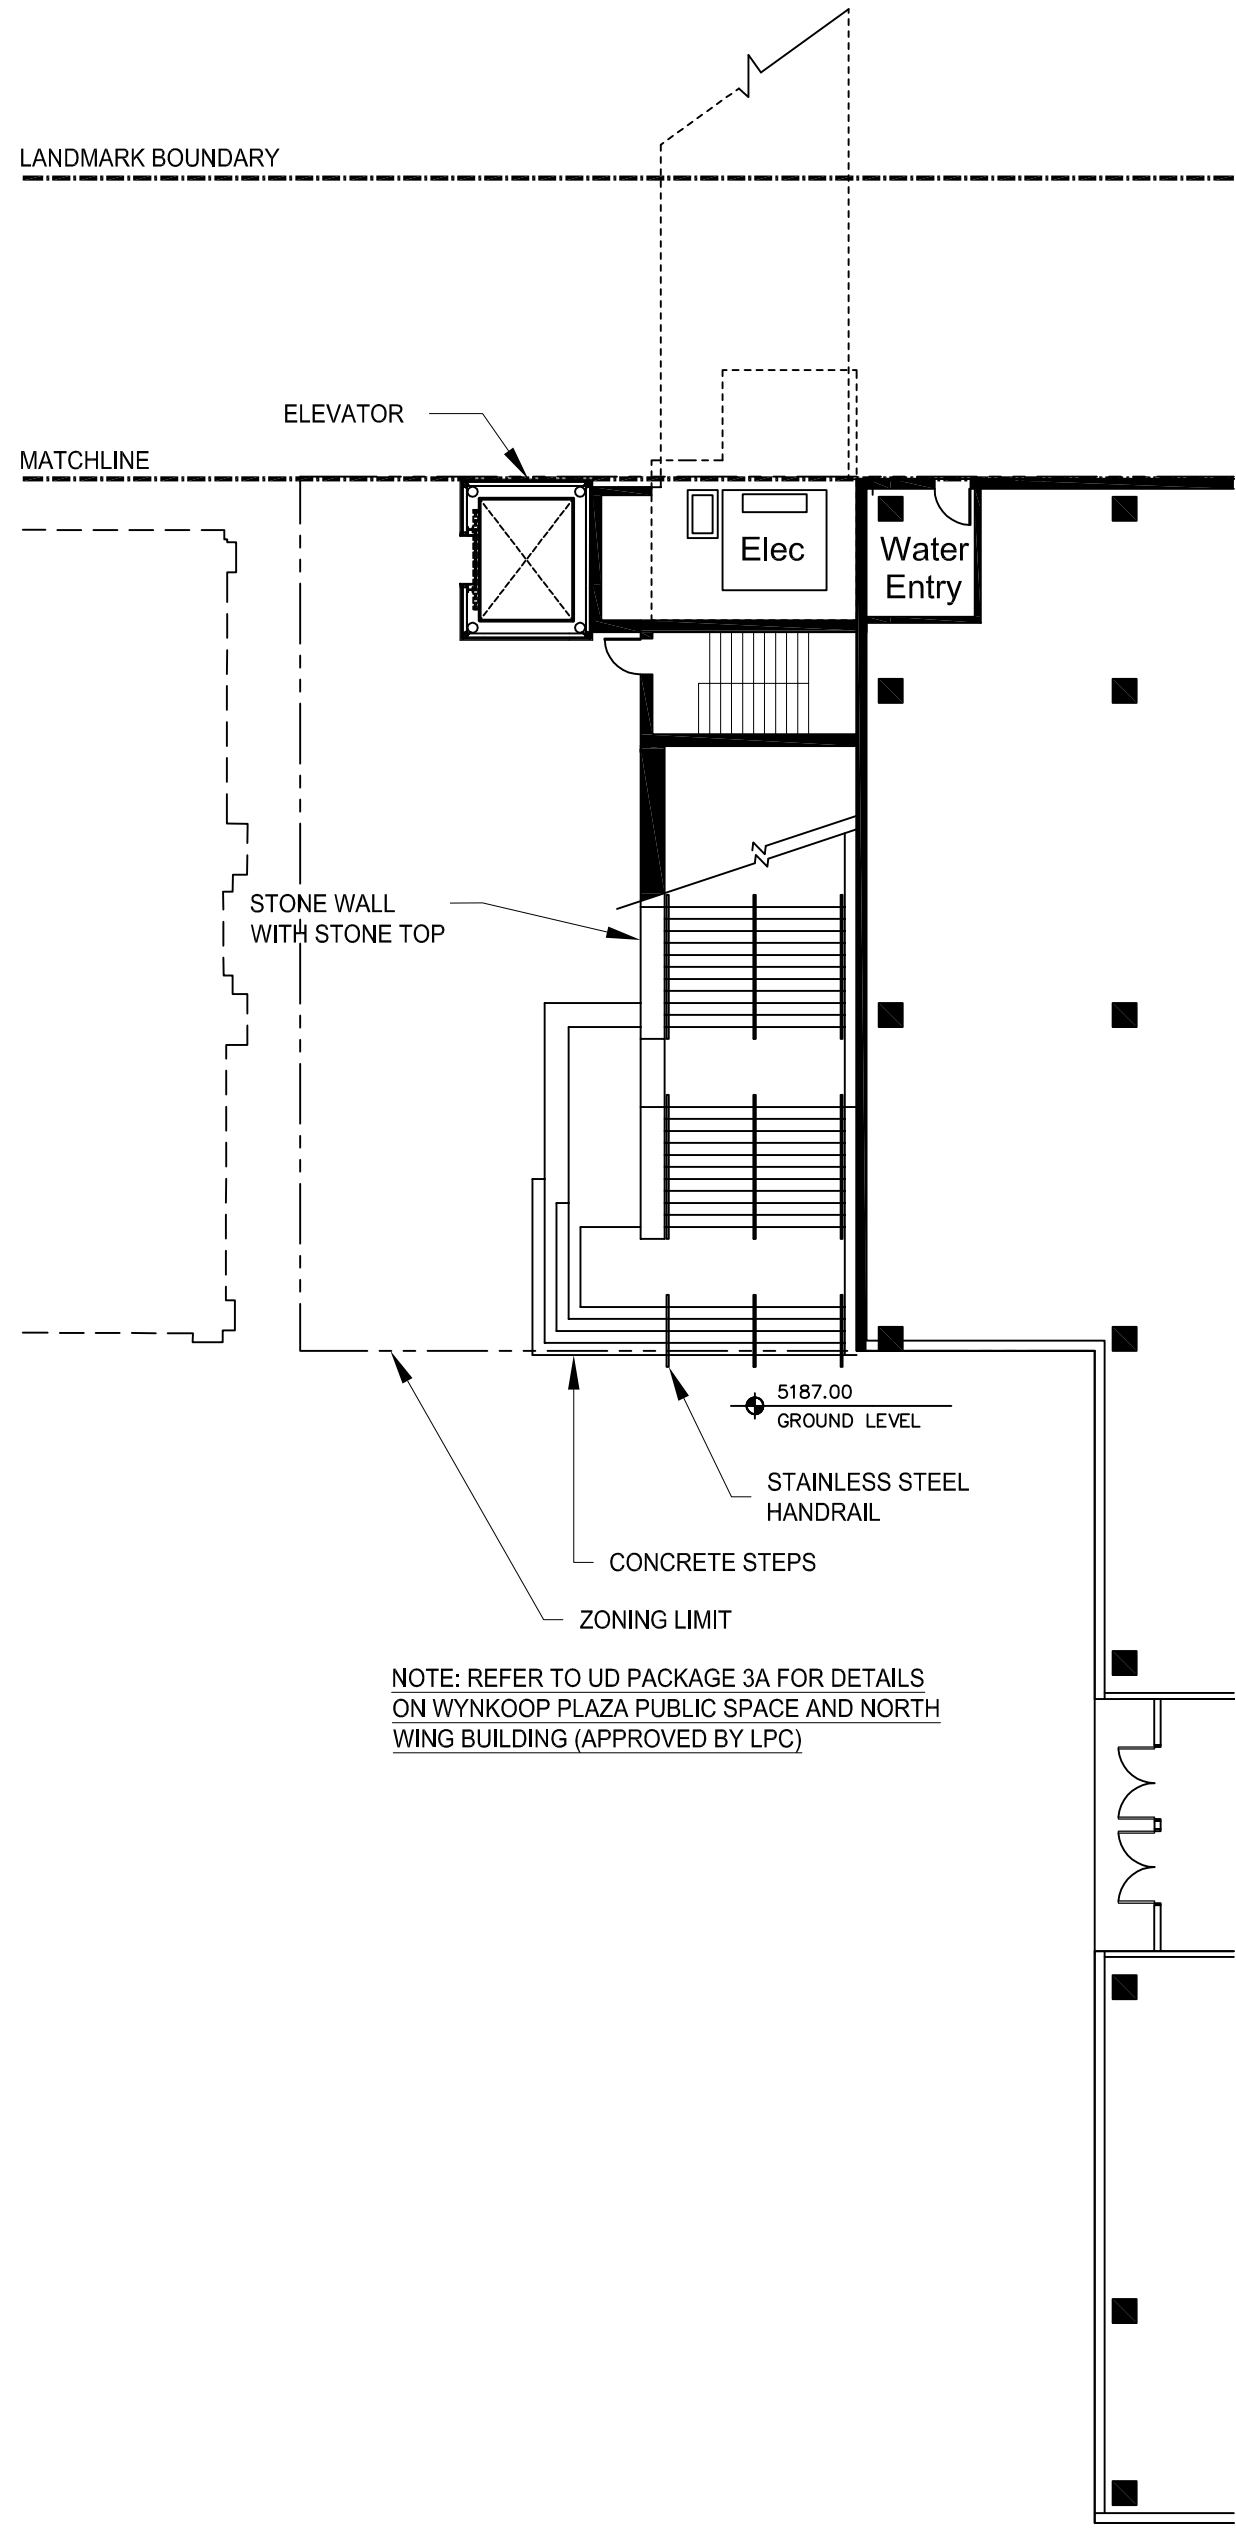 LANDMARK BOUNDARY
ELEVATOR
MATCHLINE
Elec
Water
Entry
STONE WALL
WITH STONE TOP
5187.00
GROUND LEVEL
STAINLESS STEEL
HANDRAIL
CONCRETE STEPS
ZONING LIMIT
NOTE: REFER TO UD PACKAGE 3A FOR DETAILS
ON WYNKOOP PLAZA PUBLIC SPACE AND NORTH
WING BUILDING (APPROVED BY LPC)